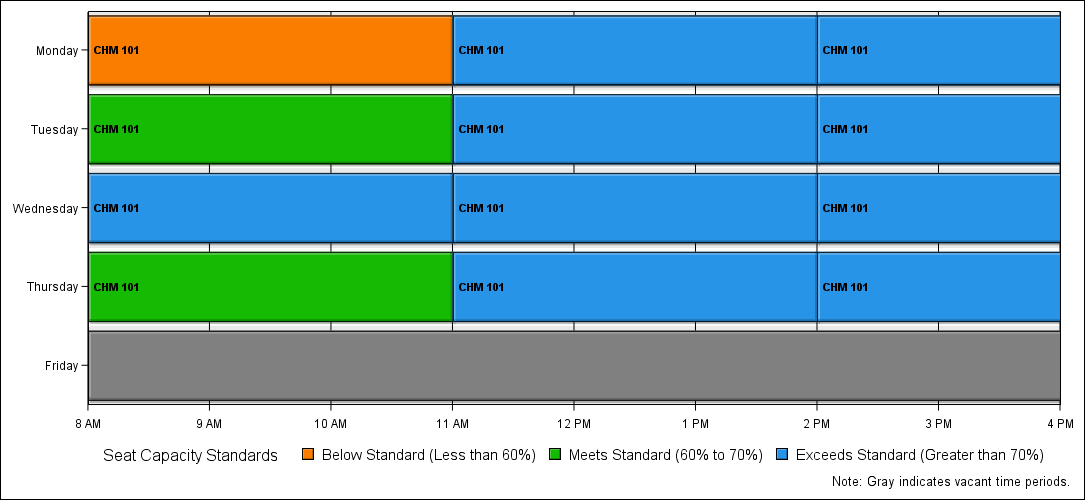 Monday CHM 101 CHM 101 CHM 101
Tuesday CHM 101 CHM 101 CHM 101
Wednesday CHM 101 CHM 101 CHM 101
Thursday CHM 101 CHM 101 CHM 101
Friday
8 AM 9 AM 10 AM 11 AM 12 PM 1 PM 2 PM 3 PM 4 PM
Seat Capacity Standards Below Standard (Less than 60%) Meets Standard (60% to 70%) Exceeds Standard (Greater than 70%)
Note: Gray indicates vacant time periods.